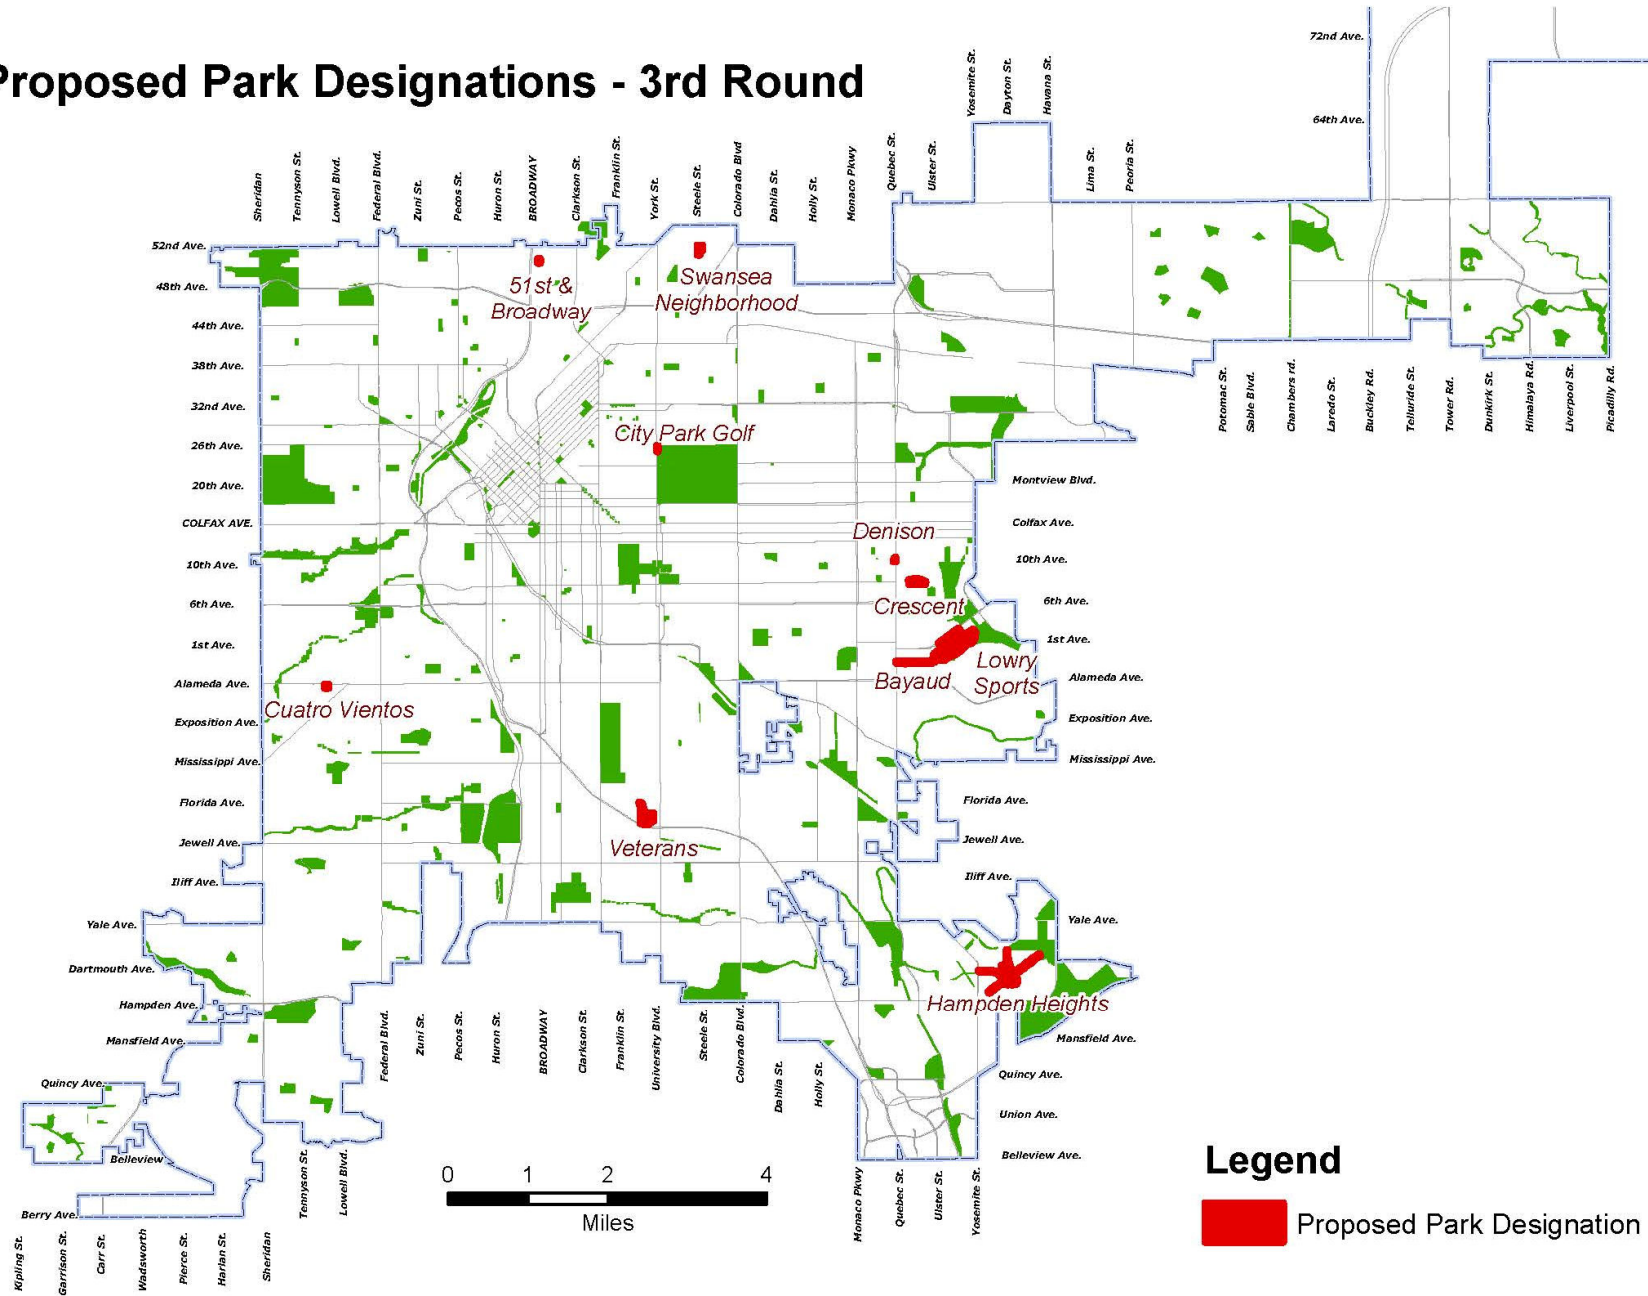 Proposed Park Designations - 3rd Round
72nd Ave.
64th Ave.
Yosemite St.
Dayton St.
Havana St.
Sheridan
Tennyson St.
Lowell Blvd.
Federal Blvd.
Zuni St.
Pecos St.
Huron St.
BROADWAY
Clarkson St.
Franklin St.
York St.
Steele St.
Colorado Blvd
Dahlia St.
Holly St.
Monaco Pkwy
Quebec St.
Ulster St.
Lima St.
Peoria St.
52nd Ave.
48th Ave.
44th Ave.
38th Ave.
32nd Ave.
26th Ave.
20th Ave.
COLFAX AVE.
10th Ave.
6th Ave.
1st Ave.
Alameda Ave.
Exposition Ave.
Mississippi Ave.
Florida Ave.
Jewell Ave.
Iliff Ave.
Yale Ave.
Dartmouth Ave.
Hampden Ave.
Mansfield Ave.
Quincy Ave.
Belleview
Berry Ave.
51st &
Broadway
Swansea
Neighborhood
City Park Golf
Denison
Crescent
Lowry
Sports
Bayaud
Cuatro Vientos
Veterans
Hampden Heights
Potomac St.
Sable Blvd.
Chambers rd.
Laredo St.
Buckley Rd.
Telluride St.
Tower Rd.
Dunkirk St.
Himalaya Rd.
Liverpool St.
Picadilly Rd.
Montview Blvd.
Colfax Ave.
10th Ave.
6th Ave.
1st Ave.
Alameda Ave.
Exposition Ave.
Mississippi Ave.
Florida Ave.
Jewell Ave.
Iliff Ave.
Yale Ave.
Mansfield Ave.
Quincy Ave.
Union Ave.
Belleview Ave.
Federal Blvd.
Zuni St.
Pecos St.
Huron St.
BROADWAY
Clarkson St.
Franklin St.
University Blvd.
Steele St.
Colorado Blvd.
Dahlia St.
Holly St.
Monaco Pkwy
Quebec St.
Ulster St.
Yosemite St.
Tennyson St.
Lowell Blvd.
Kipling St.
Garrison St.
Carr St.
Wadsworth
Pierce St.
Harlan St.
Sheridan
0 1 2 4
Miles
Legend
Proposed Park Designation